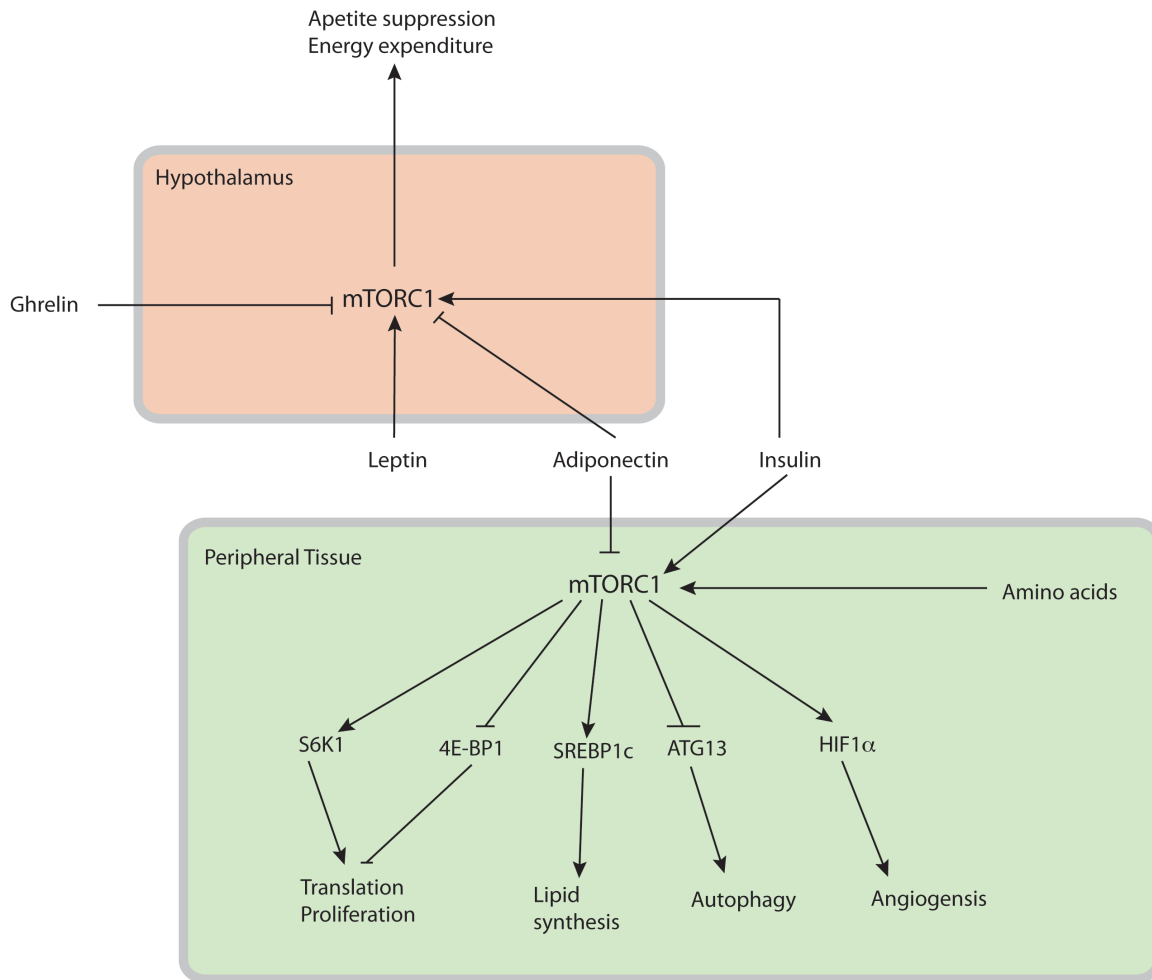 Apetite suppression
Energy expenditure
Hypothalamus
Ghrelin
mTORC1
Leptin
Adiponectin
Insulin
Peripheral Tissue
mTORC1
Amino acids
S6K1
4E-BP1
SREBP1c
ATG13
HIF1α
Translation
Proliferation
Lipid
synthesis
Autophagy
Angiogensis